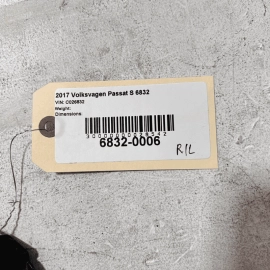 2017 Volkswagen Passat S 6832
VIN: C026832
Weight:
Dimensions:
6832-0006
R/L